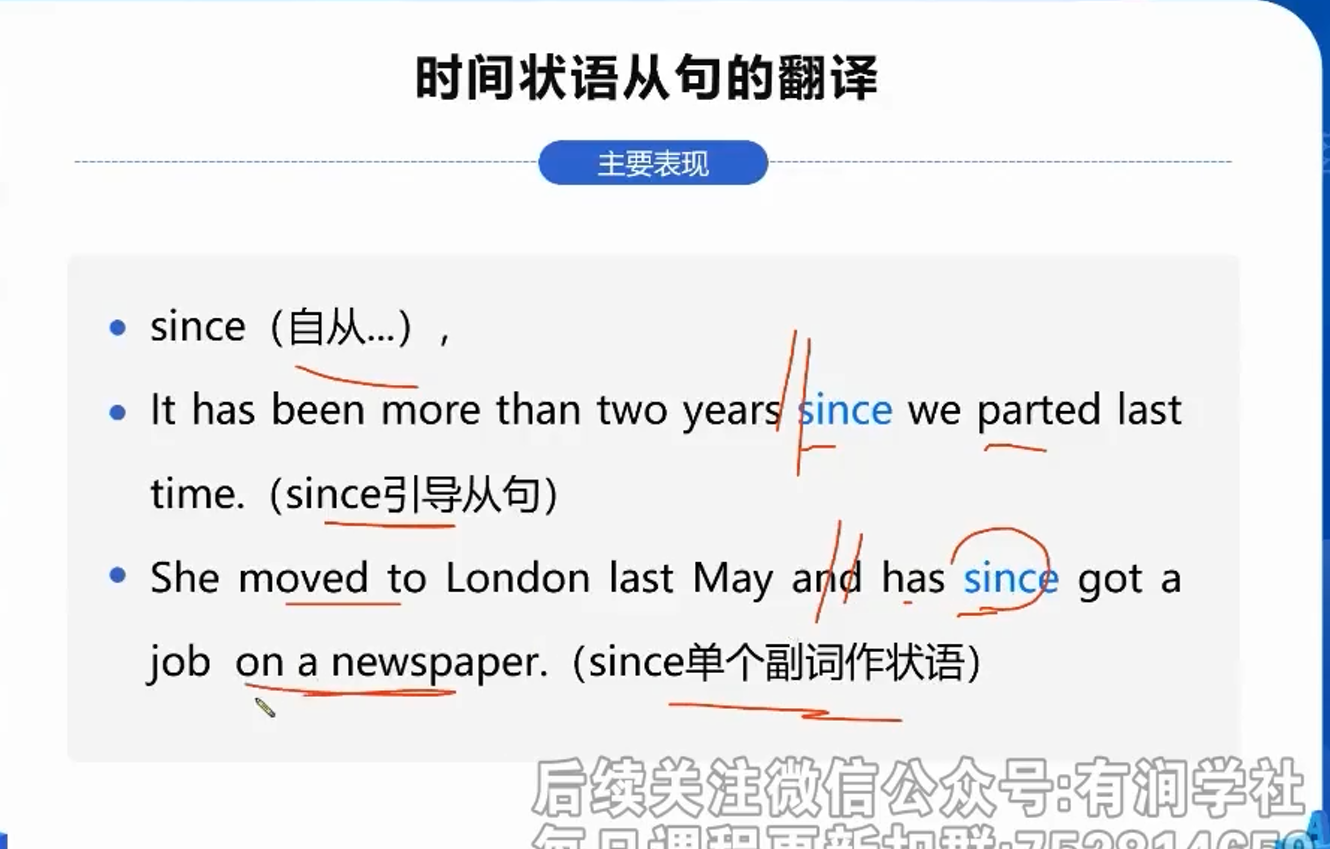 时间状语从句的翻译
主要表现
since（自从...）,
It has been more than two years since we parted last
time.（since引导从句）
She moved to London last May and has since got a
job on a newspaper.（since单个副词作状语）
后续关注微信公众号:有润学社